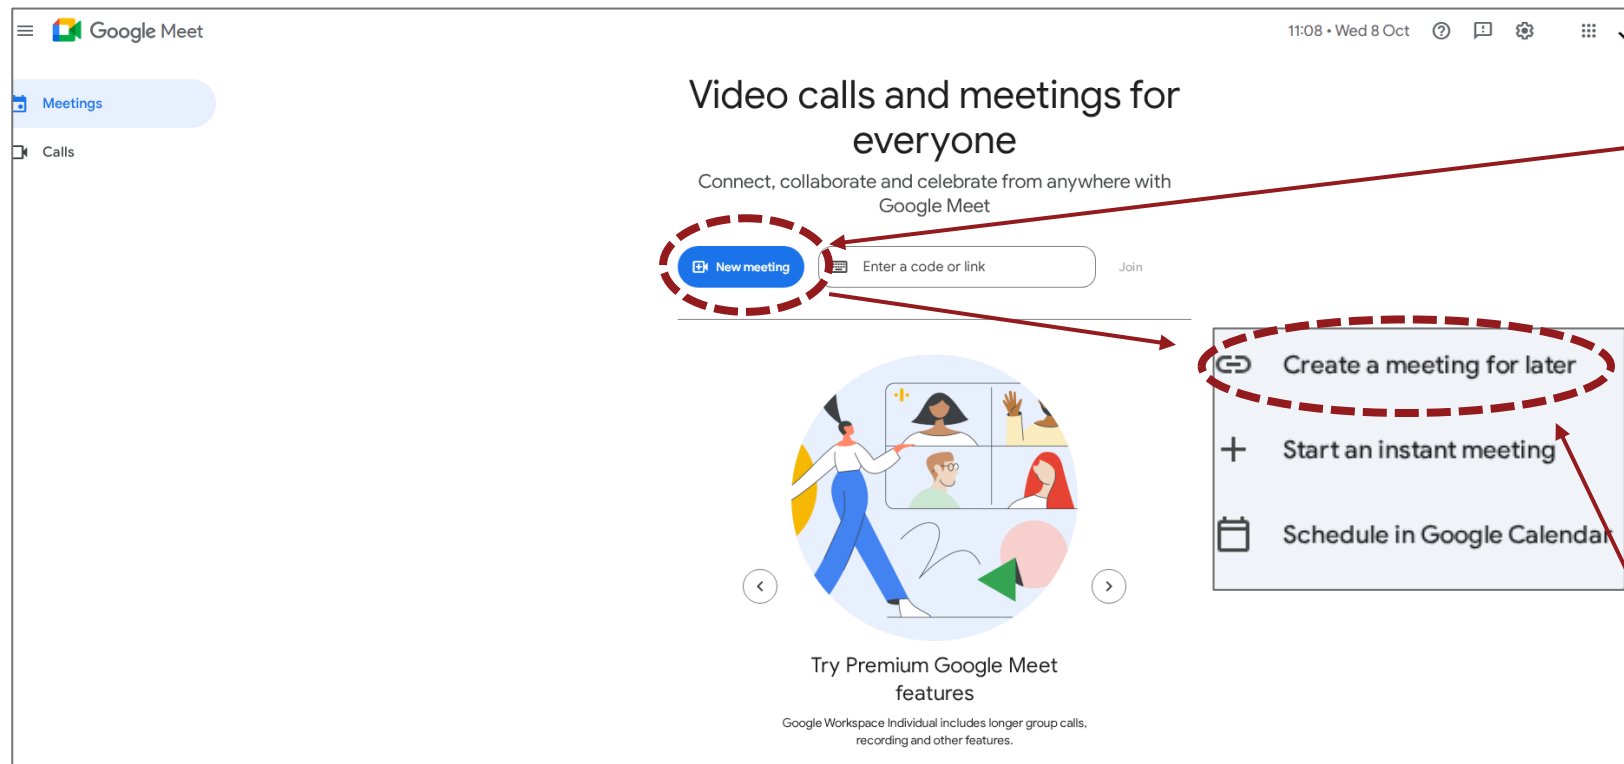 Google Meet
11:08 • Wed 8 Oct
Meetings
Calls
Video calls and meetings for
everyone
Connect, collaborate and celebrate from anywhere with
Google Meet
New meeting
Enter a code or link
Join
Create a meeting for later
Start an instant meeting
Schedule in Google Calendar
Try Premium Google Meet
features
Google Workspace Individual includes longer group calls,
recording and other features.